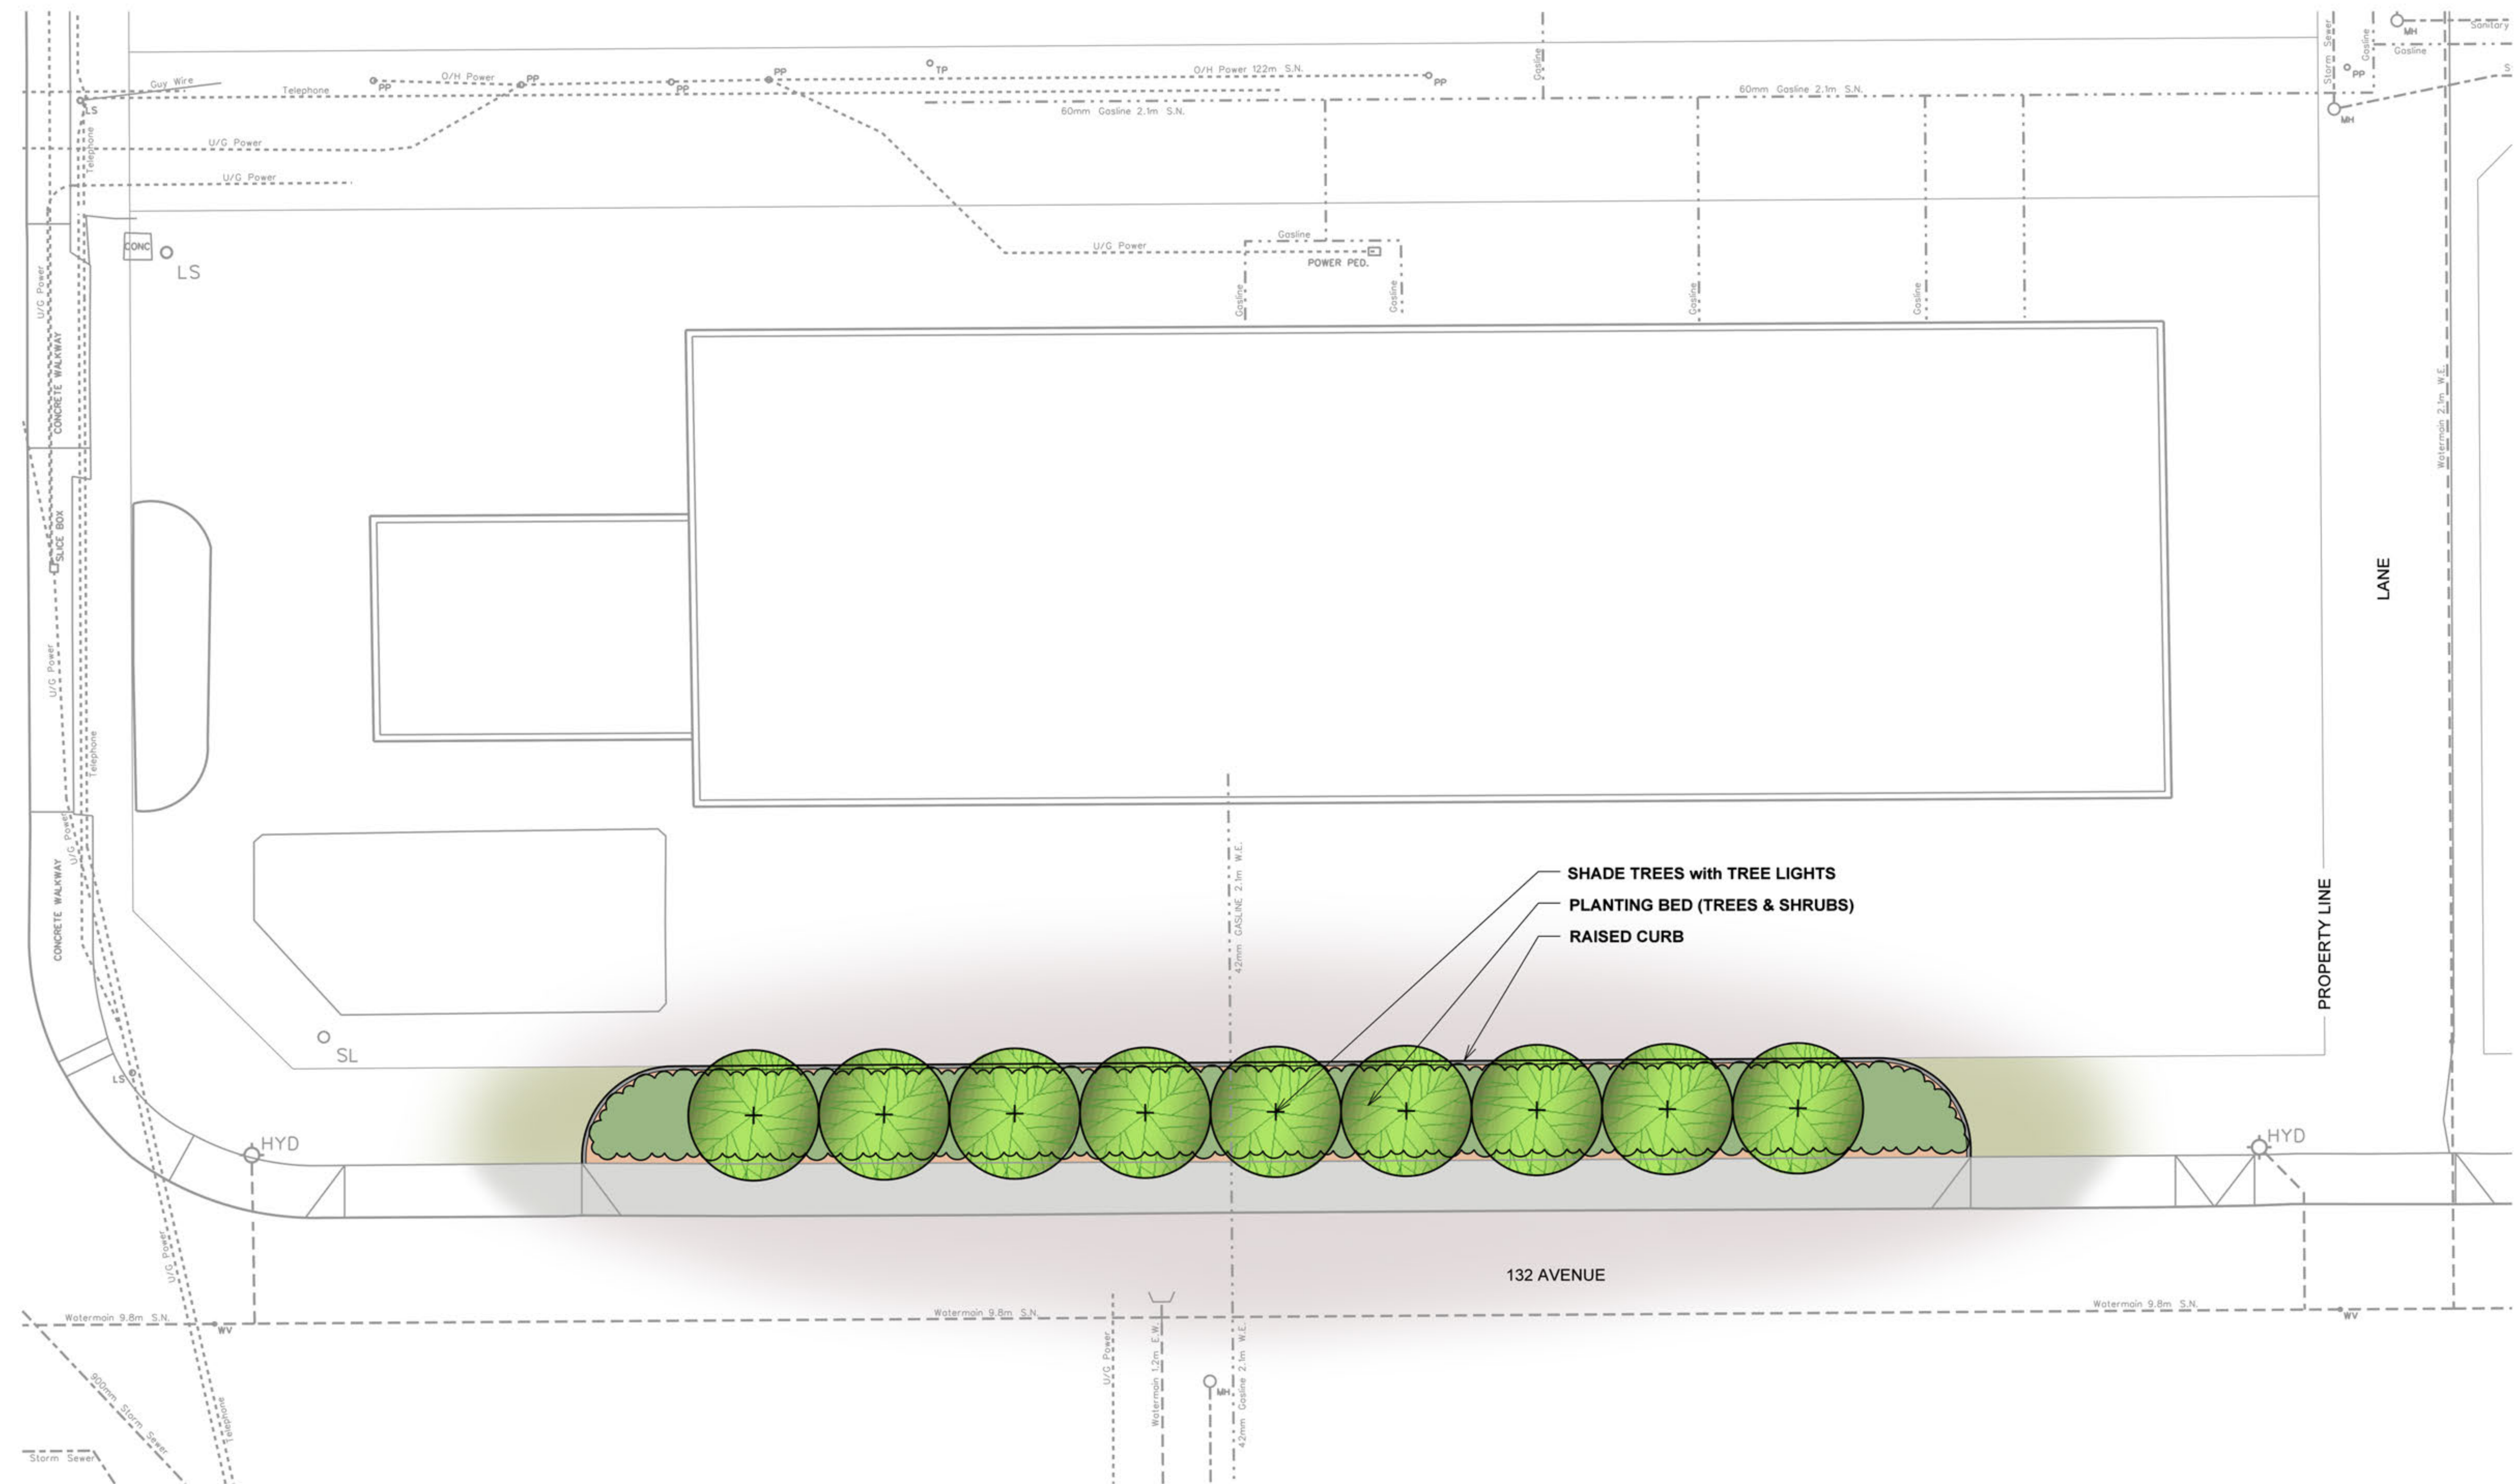 Sanitary
MH
Gasline
Storm Sewer
Gasline
PP
MH
S
Gasline
TP
O/H Power 122m S.N.
PP
PP
O/H Power
PP
PP
PP
Guy Wire
Telephone
LS
60mm Gasline 2.1m S.N.
60mm Gasline 2.1m S.N.
Telephone
U/G Power
U/G Power
CONC
LS
Gasline
U/G Power
POWER PED.
Gasline
Gasline
Gasline
Gasline
U/G Power
CONCRETE WALKWAY
Watermain 2.1m W.E.
SLICE BOX
LANE
U/G Power
Telephone
U/G Power
CONCRETE WALKWAY
42mm GASLINE 2.1m W.E.
SHADE TREES with TREE LIGHTS
PLANTING BED (TREES & SHRUBS)
RAISED CURB
PROPERTY LINE
SL
LS
HYD
HYD
U/G Power
132 AVENUE
Watermain 9.8m S.N.
WV
Watermain 9.8m S.N.
Watermain 9.8m S.N.
WV
U/G Power
Watermain 1.2m E.W.
MH
42mm Gasline 2.1m W.E.
900mm Storm Sewer
Telephone
Storm Sewer